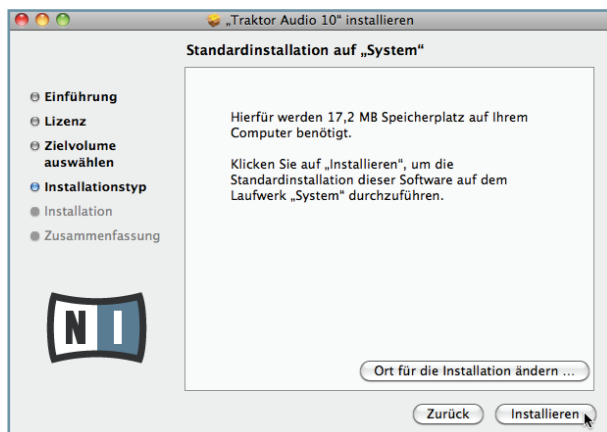 „Traktor Audio 10“ installieren
Standardinstallation auf „System“
Einführung
Lizenz
Zielvolume
auswählen
Installationstyp
Installation
Zusammenfassung
NI
Hierfür werden 17,2 MB Speicherplatz auf Ihrem
Computer benötigt.
Klicken Sie auf „Installieren“, um die
Standardinstallation dieser Software auf dem
Laufwerk „System“ durchzuführen.
Ort für die Installation ändern ...
Zurück
Installieren